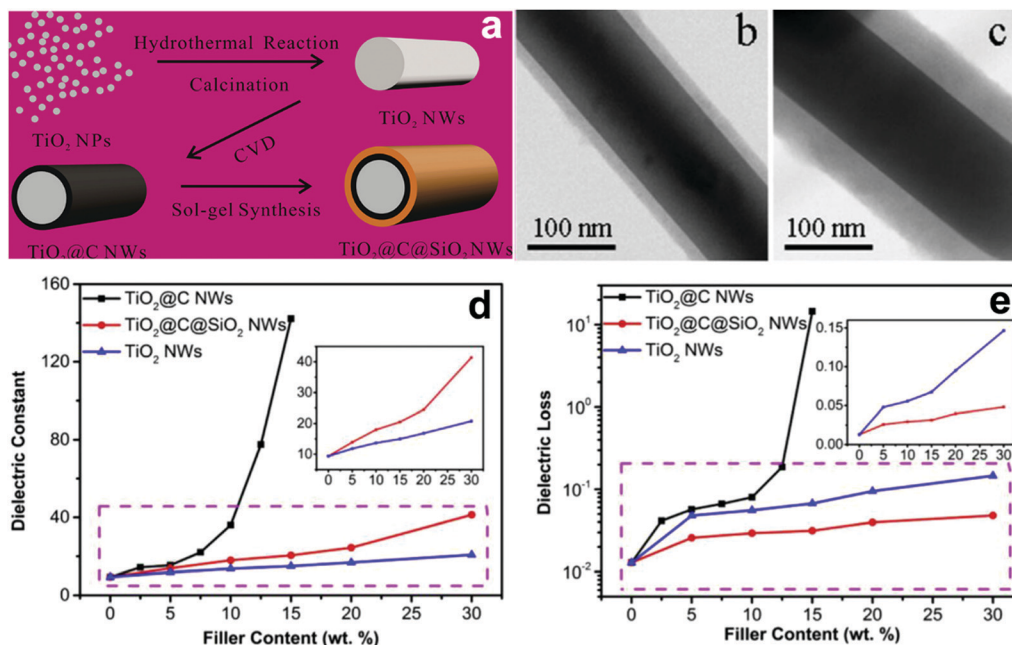 a
Hydrothermal Reaction
Calcination
TiO₂ NPs
TiO₂ NWs
CVD
Sol-gel Synthesis
TiO₂@C NWs
TiO₂@C@SiO₂ NWs
b
100 nm
c
100 nm
d
TiO₂@C NWs
TiO₂@C@SiO₂ NWs
TiO₂ NWs
Dielectric Constant
160
120
80
40
0
40
30
20
10
0 5 10 15 20 25 30
0 5 10 15 20 25 30
Filler Content (wt. %)
e
TiO₂@C NWs
TiO₂@C@SiO₂ NWs
TiO₂ NWs
Dielectric Loss
10¹
10⁰
10⁻¹
10⁻²
0.15
0.10
0.05
0.00
0 5 10 15 20 25 30
0 5 10 15 20 25 30
Filler Content (wt. %)